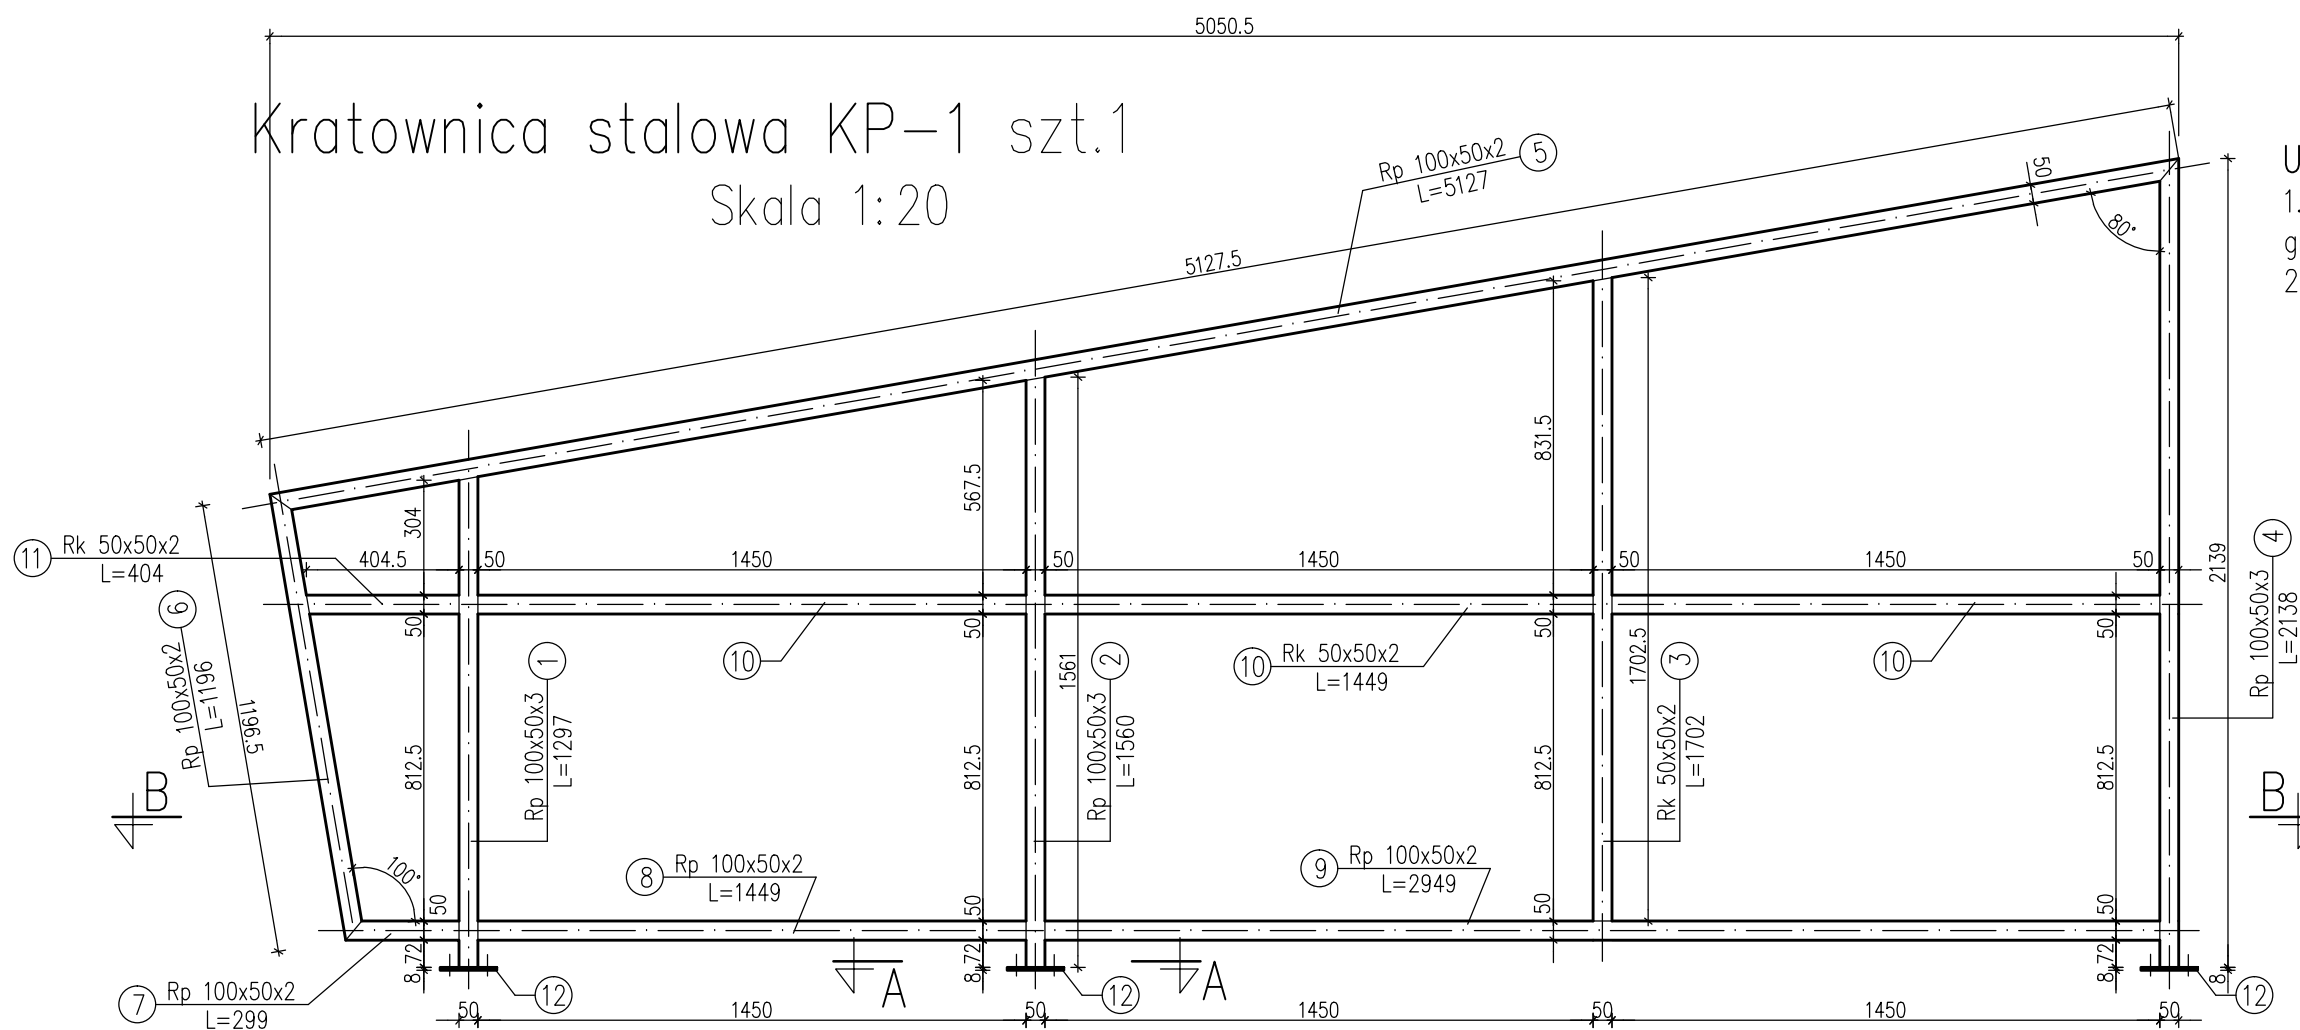 5050.5
Kratownica stalowa KP-1 szt.1
Skala 1:20
Rp 100x50x2
L=5127
5
50
80°
U
1.
g
2
5127.5
831.5
567.5
304
11
Rk 50x50x2
L=404
404.5
50
1450
50
1450
50
1450
50
2139
4
Rp 100x50x3
L=2138
6
Rp 100x50x2
L=1196
1196.5
50
50
50
50
1
Rp 100x50x3
L=1297
10
1561
2
Rp 100x50x3
L=1560
10
Rk 50x50x2
L=1449
1702.5
3
Rk 50x50x2
L=1702
10
812.5
812.5
812.5
812.5
B
B
100°
8
Rp 100x50x2
L=1449
9
Rp 100x50x2
L=2949
50
50
50
50
72
8
72
8
72
8
8
7
Rp 100x50x2
L=299
12
A
A
12
12
50
1450
50
1450
50
1450
50